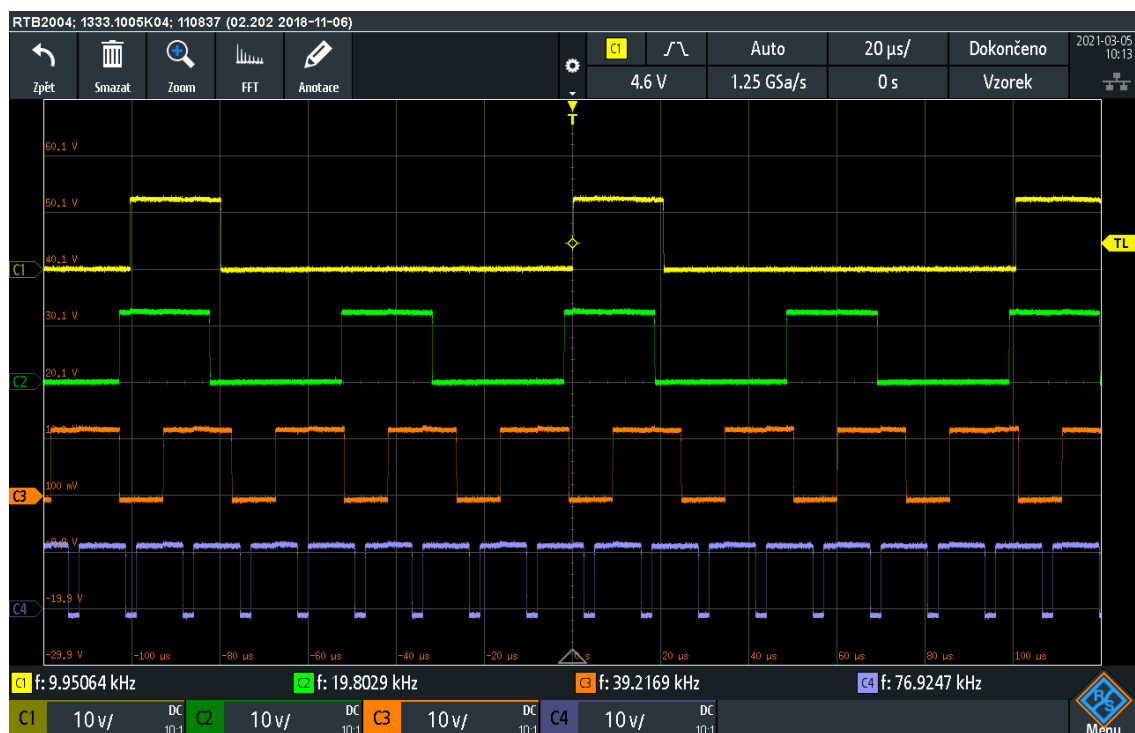 RTB2004; 1333.1005K04; 110837 (02.202 2018-11-06)
Zpět Smazat Zoom FFT Anotace
C1 Auto 20 µs/ Dokončeno
4.6 V 1.25 GSa/s 0 s Vzorek
2021-03-05
10:13
T
60.1 V
50.1 V
TL
40.1 V
C1
30.1 V
20.1 V
C2
100 mV
C3
-19.9 V
C4
-29.9 V -100 µs -80 µs -60 µs -40 µs -20 µs 20 µs 40 µs 60 µs 80 µs 100 µs
C1 f: 9.95064 kHz C2 f: 19.8029 kHz C3 f: 39.2169 kHz C4 f: 76.9247 kHz
C1 10 V/ DC 10:1 C2 10 V/ DC 10:1 C3 10 V/ DC 10:1 C4 10 V/ DC 10:1
R&S
Menu